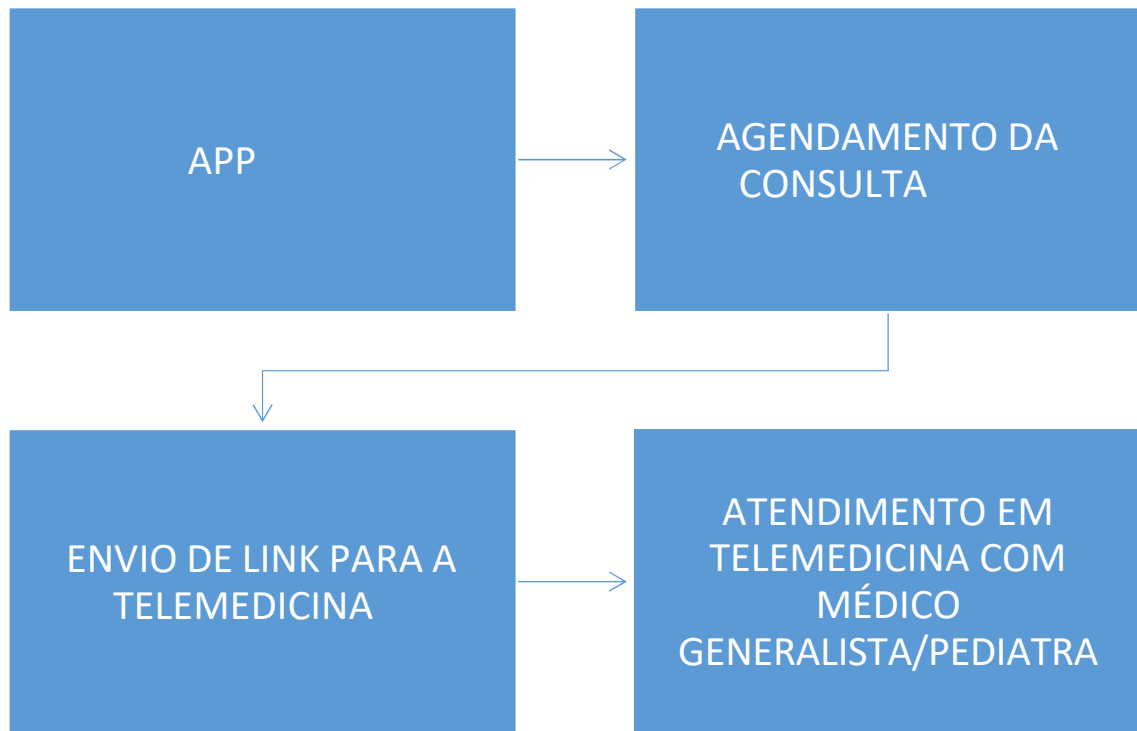 APP
AGENDAMENTO DA
CONSULTA
ENVIO DE LINK PARA A
TELEMEDICINA
ATENDIMENTO EM
TELEMEDICINA COM
MÉDICO
GENERALISTA/PEDIATRA